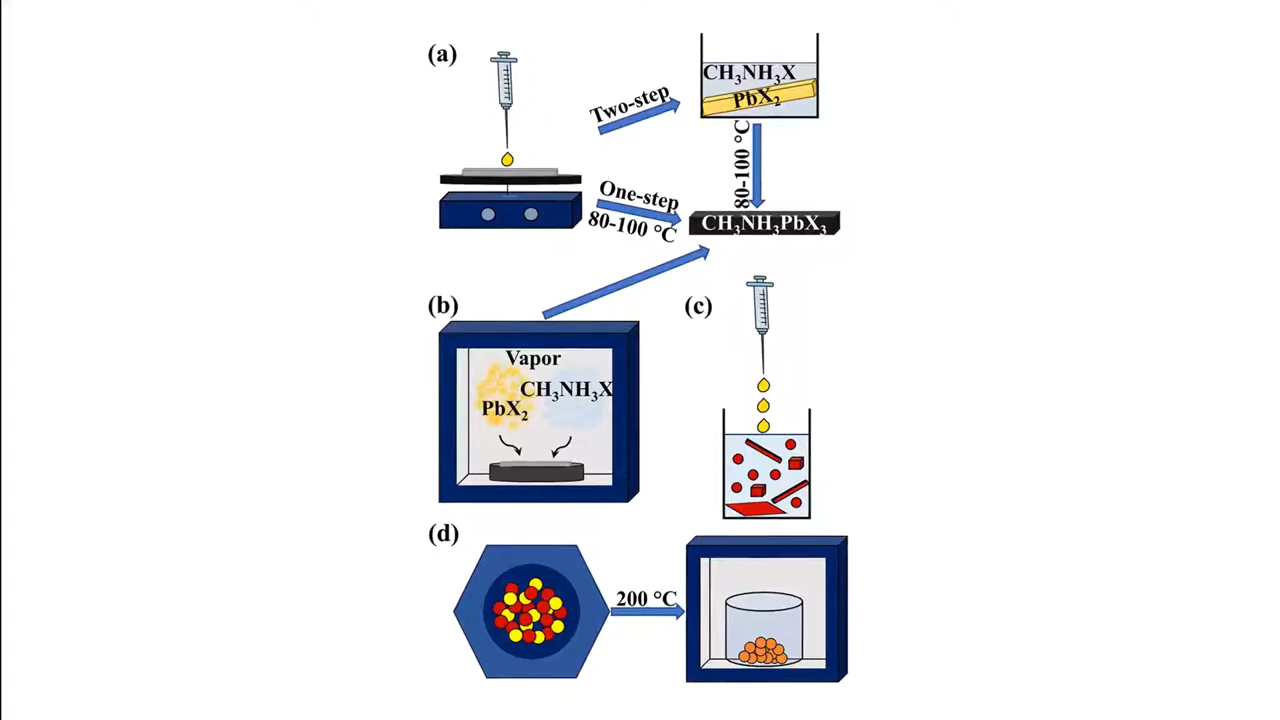 (a)
Two-step
CH₃NH₃X
PbX₂
80-100 °C
One-step
80-100 °C
CH₃NH₃PbX₃
(b)
Vapor
CH₃NH₃X
PbX₂
(c)
(d)
200 °C